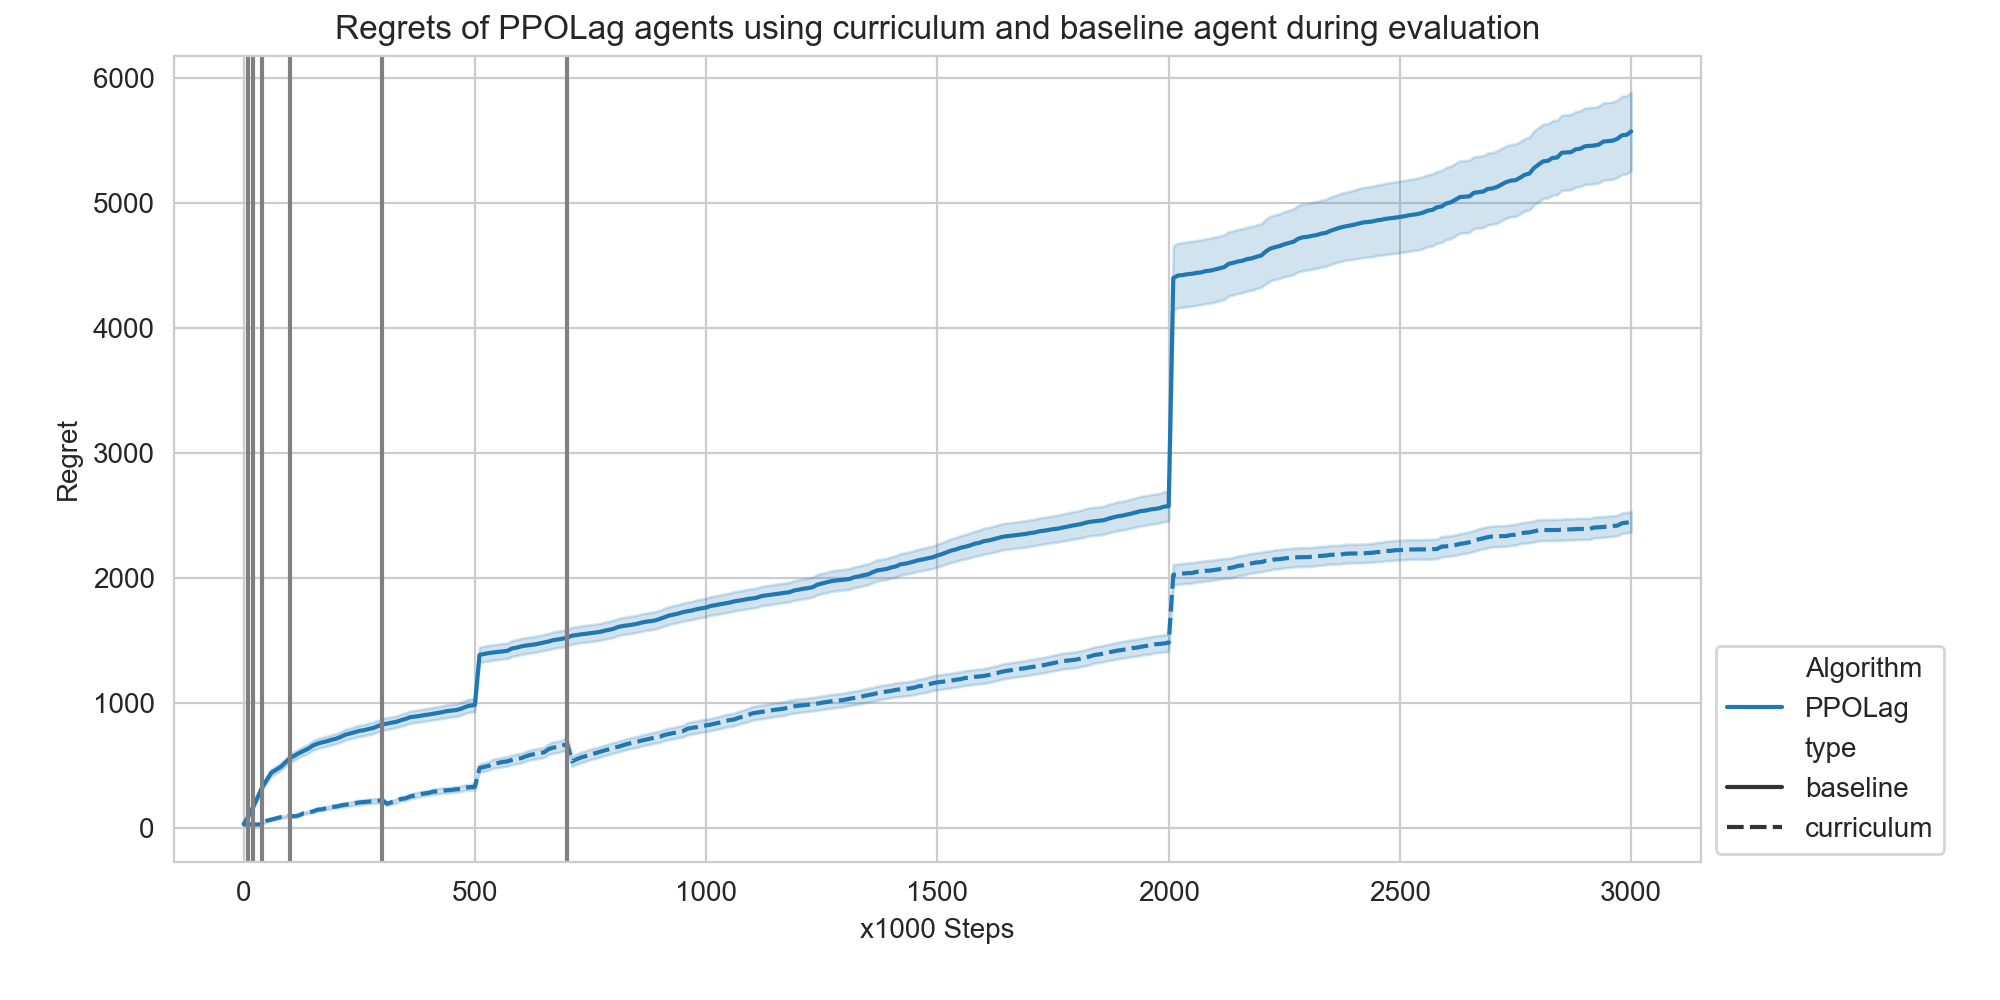 Regrets of PPOLag agents using curriculum and baseline agent during evaluation
6000
5000
4000
3000
2000
1000
0
Regret
0 500 1000 1500 2000 2500 3000
x1000 Steps
Algorithm
PPOLag
type
baseline
curriculum